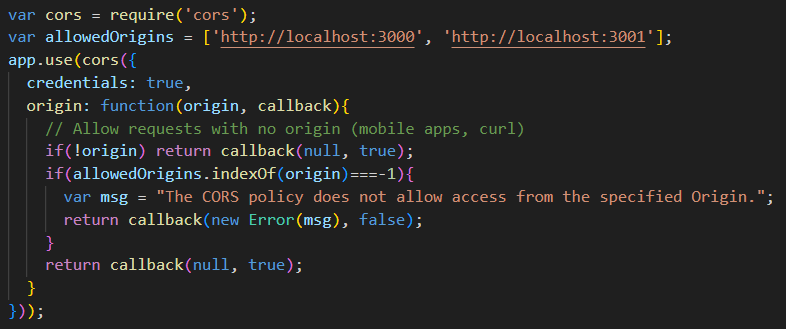 var cors = require('cors');
var allowedOrigins = ['http://localhost:3000', 'http://localhost:3001'];
app.use(cors({
  credentials: true,
  origin: function(origin, callback){
    // Allow requests with no origin (mobile apps, curl)
    if(!origin) return callback(null, true);
    if(allowedOrigins.indexOf(origin)===-1){
      var msg = "The CORS policy does not allow access from the specified Origin.";
      return callback(new Error(msg), false);
    }
    return callback(null, true);
  }
}));